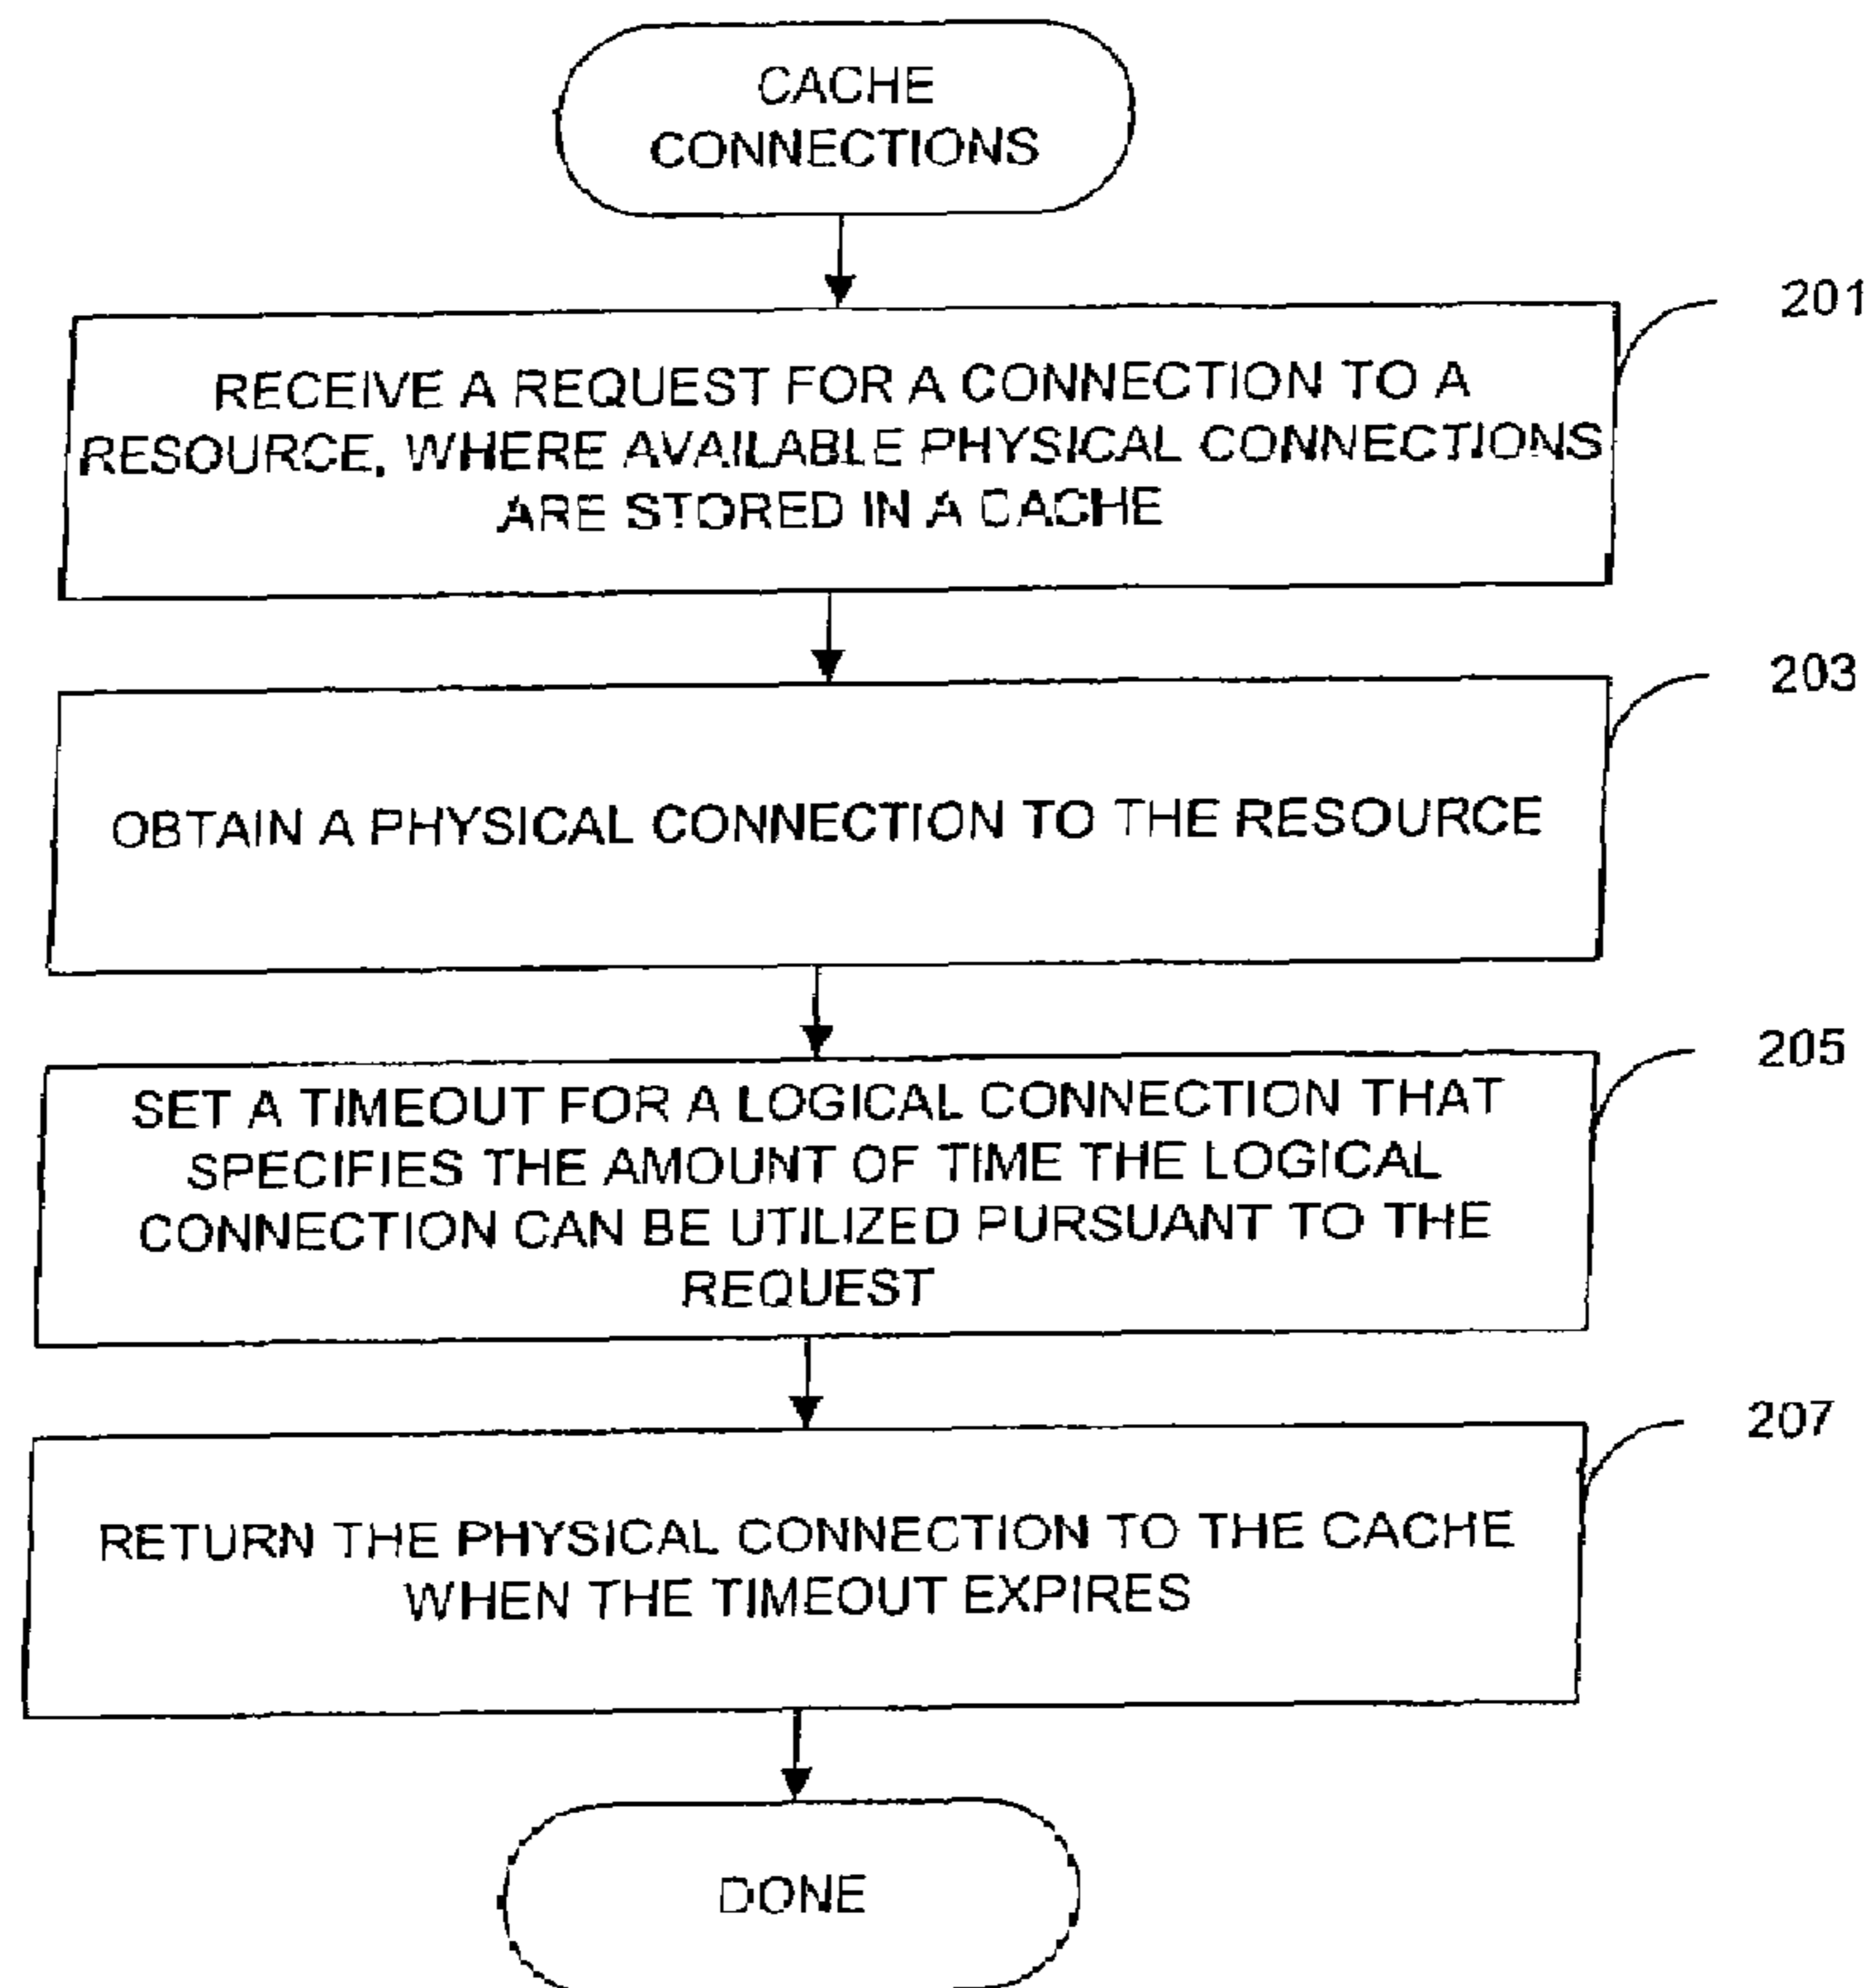 CACHE
CONNECTIONS
201
RECEIVE A REQUEST FOR A CONNECTION TO A
RESOURCE, WHERE AVAILABLE PHYSICAL CONNECTIONS
ARE STORED IN A CACHE
203
OBTAIN A PHYSICAL CONNECTION TO THE RESOURCE
205
SET A TIMEOUT FOR A LOGICAL CONNECTION THAT
SPECIFIES THE AMOUNT OF TIME THE LOGICAL
CONNECTION CAN BE UTILIZED PURSUANT TO THE
REQUEST
207
RETURN THE PHYSICAL CONNECTION TO THE CACHE
WHEN THE TIMEOUT EXPIRES
DONE